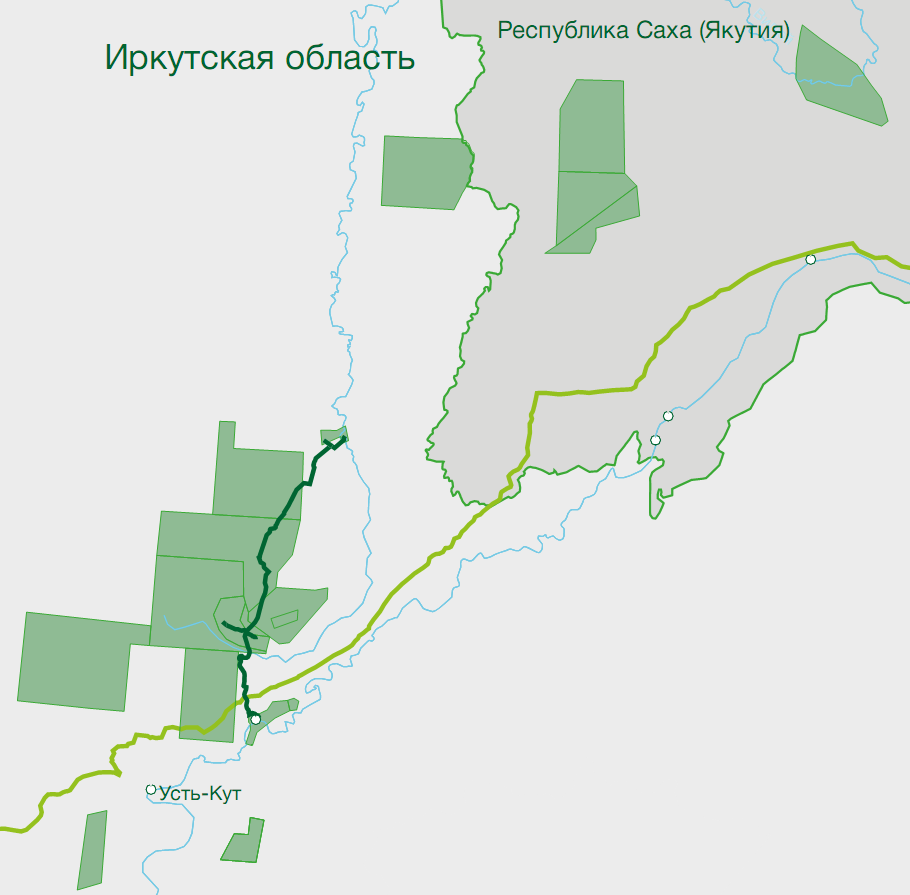 Республика Саха (Якутия)
Иркутская область
Усть-Кут